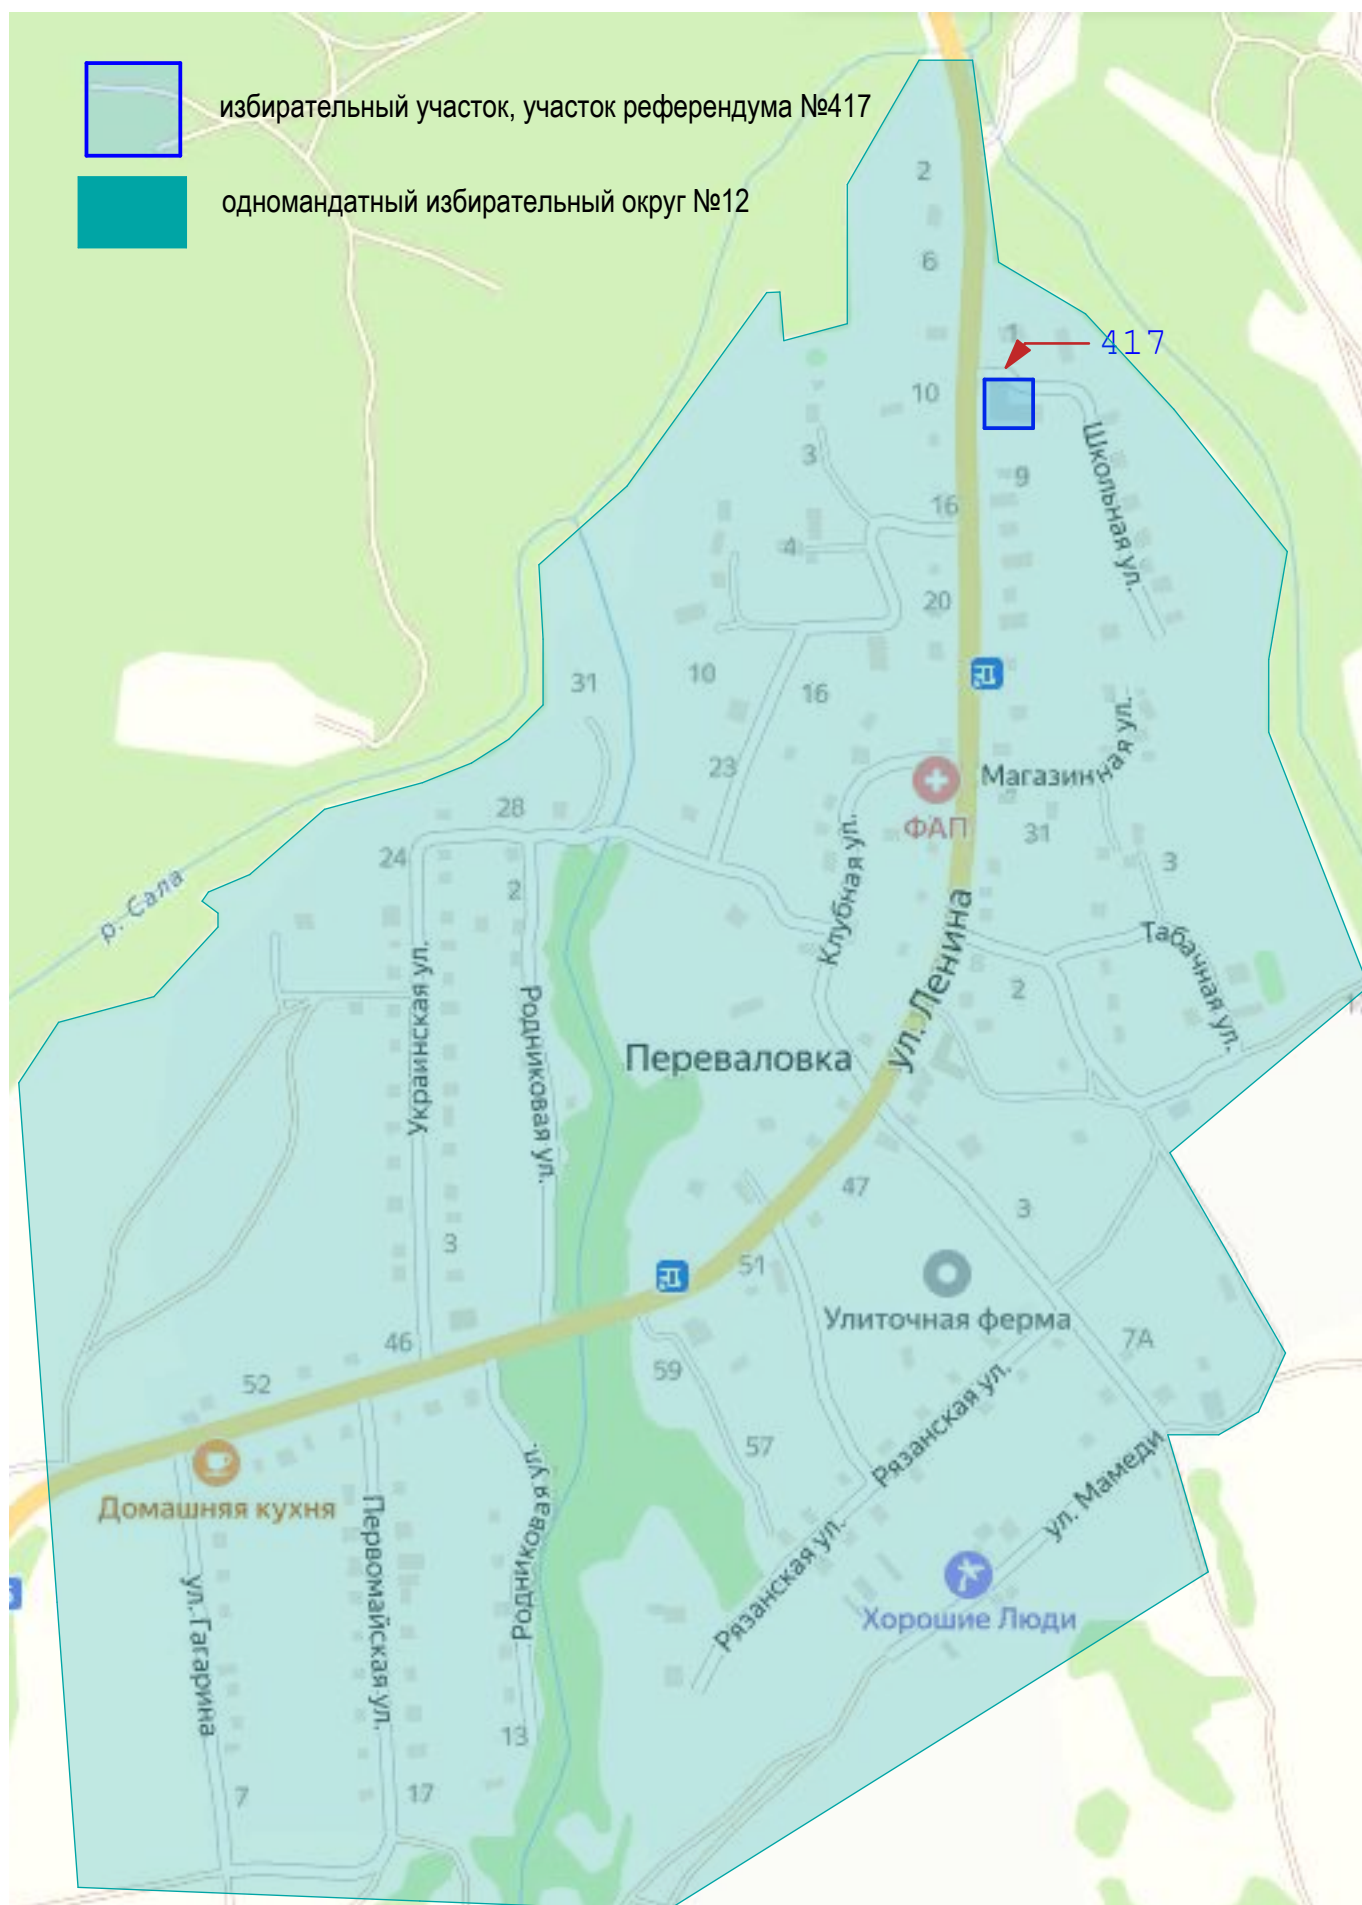 избирательный участок, участок референдума №417
одномандатный избирательный округ №12
2
6
1
417
10
3
9
Школьная ул.
16
4
20
31
10
16
23
Магазин
ная ул.
ФАП
31
28
24
2
3
р. Сала
Клубная ул.
Табачная ул.
ул. Ленина
2
Украинская ул.
Родниковая ул.
Переваловка
47
3
3
51
Улиточная ферма
46
59
7А
52
57
Рязанская ул.
ул. Мамеди
Домашняя кухня
Первомайская ул.
Родниковая ул.
Рязанская ул.
Хорошие Люди
ул. Гагарина
13
7
17